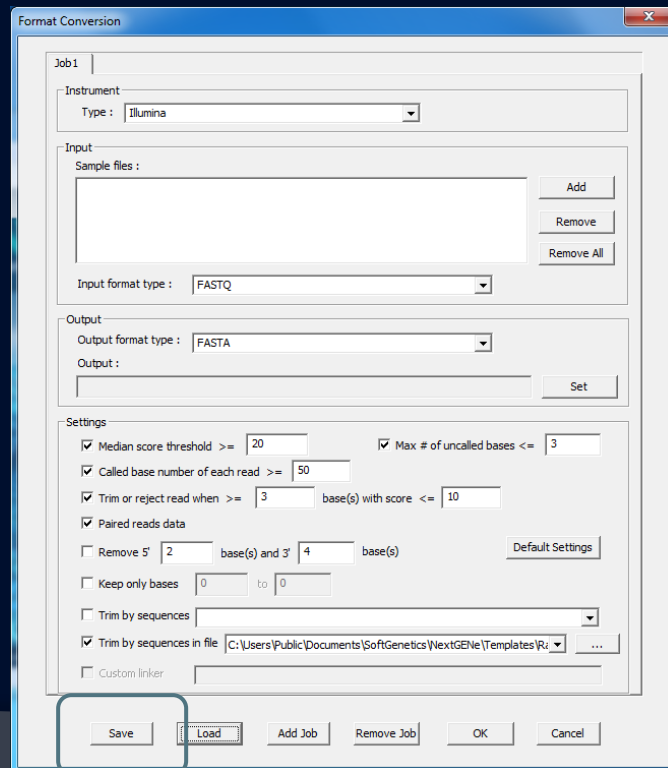 Format Conversion
Job1
Instrument
Type : Illumina
Input
Sample files :
Add
Remove
Remove All
Input format type : FASTQ
Output
Output format type : FASTA
Output :
Set
Settings
Median score threshold >= 20 Max # of uncalled bases <= 3
Called base number of each read >= 50
Trim or reject read when >= 3 base(s) with score <= 10
Paired reads data
Remove 5' 2 base(s) and 3' 4 base(s) Default Settings
Keep only bases 0 to 0
Trim by sequences
Trim by sequences in file C:\Users\Public\Documents\SoftGenetics\NextGENe\Templates\Ra ...
Custom linker
Save Load Add Job Remove Job OK Cancel